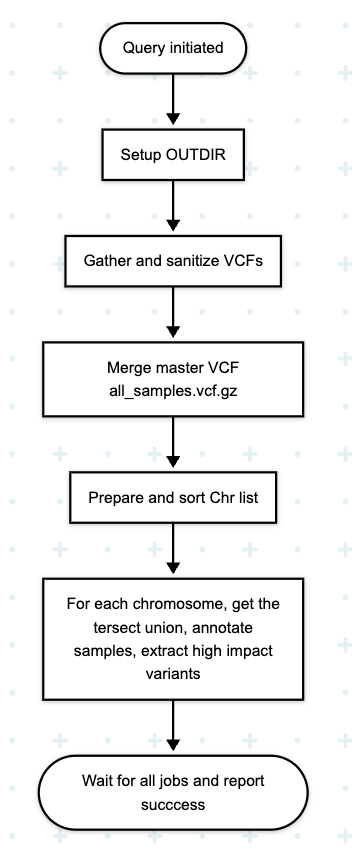 Query initiated
Setup OUTDIR
Gather and sanitize VCFs
Merge master VCF
all_samples.vcf.gz
Prepare and sort Chr list
For each chromosome, get the
tersect union, annotate
samples, extract high impact
variants
Wait for all jobs and report
succcess